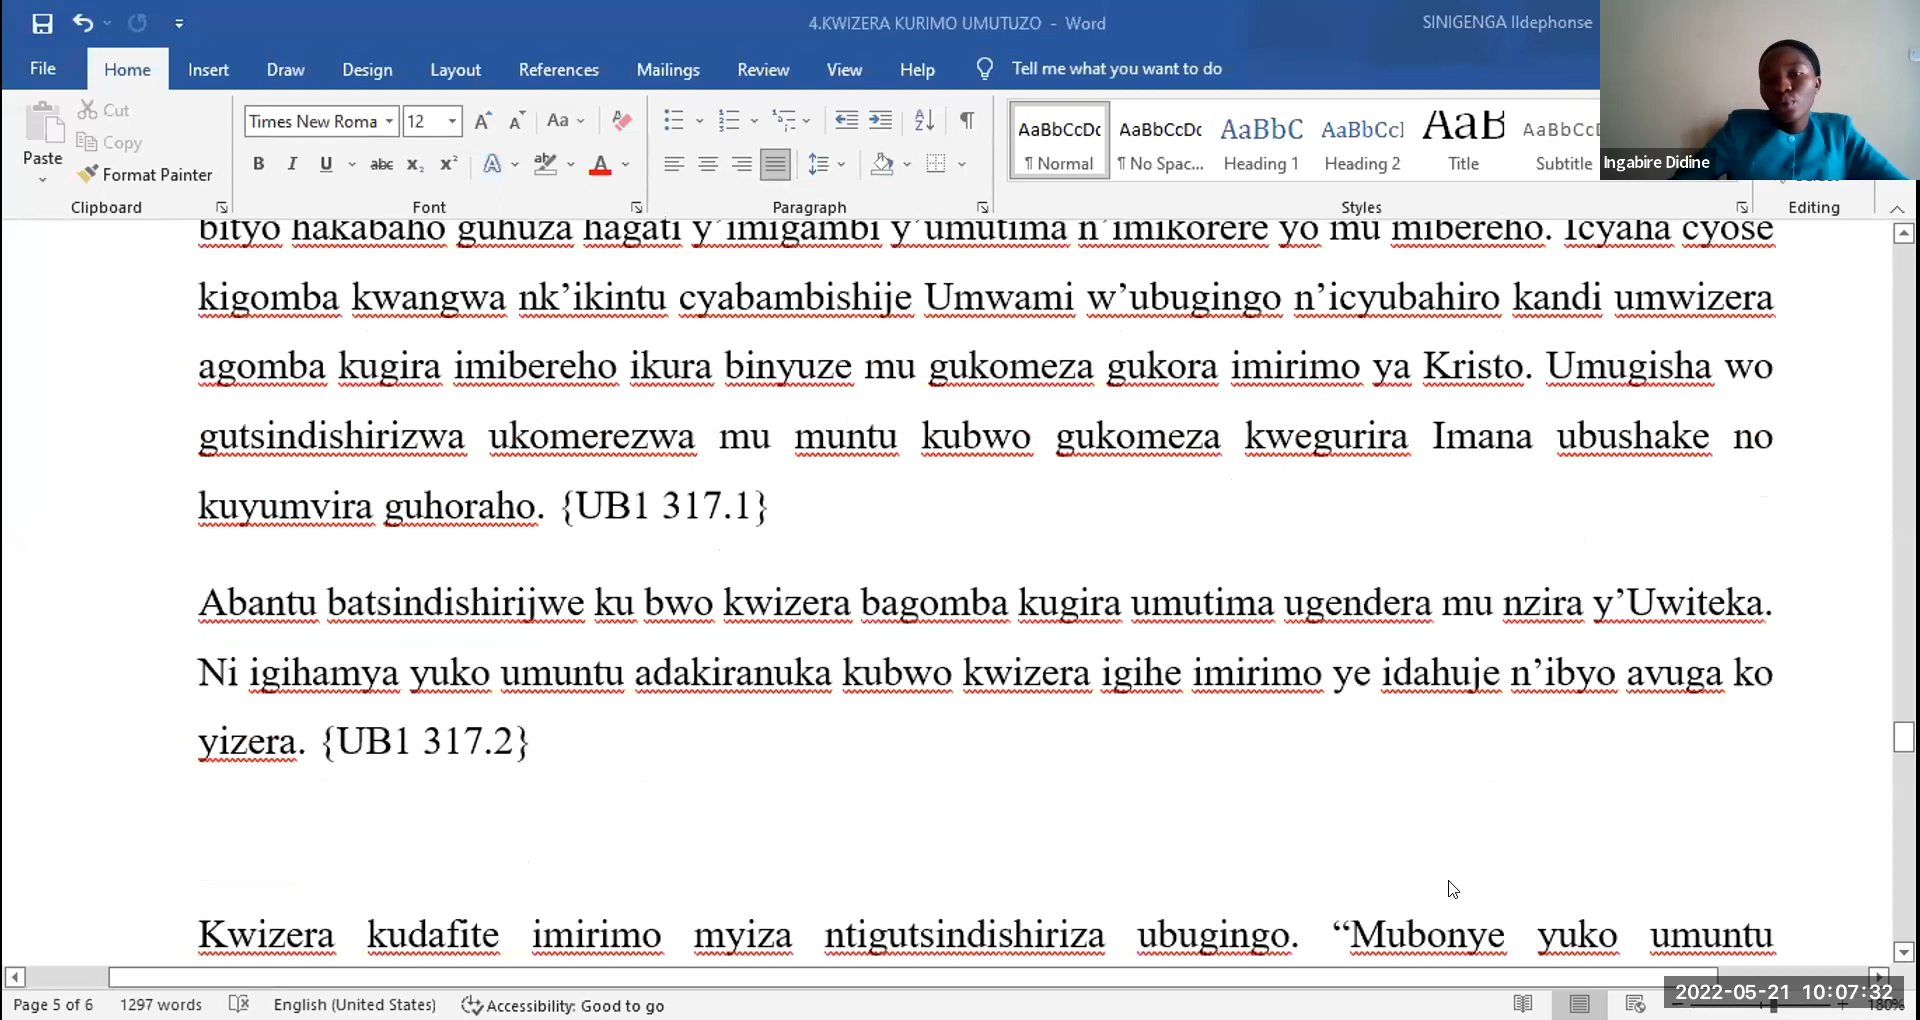 4.KWIZERA KURIMO UMUTUZO - Word
SINIGENGA Ildephonse
File Home Insert Draw Design Layout References Mailings Review View Help Tell me what you want to do
Paste
Cut
Copy
Format Painter
Clipboard
Times New Roma 12
Font
Paragraph
AaBbCcDc AaBbCcDc AaBbC AaBbCcl AaB AaBbCcI
¶ Normal ¶ No Spac... Heading 1 Heading 2 Title Subtitle
Styles
Editing
Ingabire Didine
bityo hakabaho guhuza hagati y’imigambi y’umutima n’imikorere yo mu mibereho. Icyaha cyose
kigomba kwangwa nk’ikintu cyabambishije Umwami w’ubugingo n’icyubahiro kandi umwizera
agomba kugira imibereho ikura binyuze mu gukomeza gukora imirimo ya Kristo. Umugisha wo
gutsindishirizwa ukomerezwa mu muntu kubwo gukomeza kwegurira Imana ubushake no
kuyumvira guhoraho. {UB1 317.1}
Abantu batsindishirijwe ku bwo kwizera bagomba kugira umutima ugendera mu nzira y’Uwiteka.
Ni igihamya yuko umuntu adakiranuka kubwo kwizera igihe imirimo ye idahuje n’ibyo avuga ko
yizera. {UB1 317.2}
Kwizera kudafite imirimo myiza ntigutsindishiriza ubugingo. “Mubonye yuko umuntu
Page 5 of 6 1297 words English (United States) Accessibility: Good to go
2022-05-21 10:07:32
180%